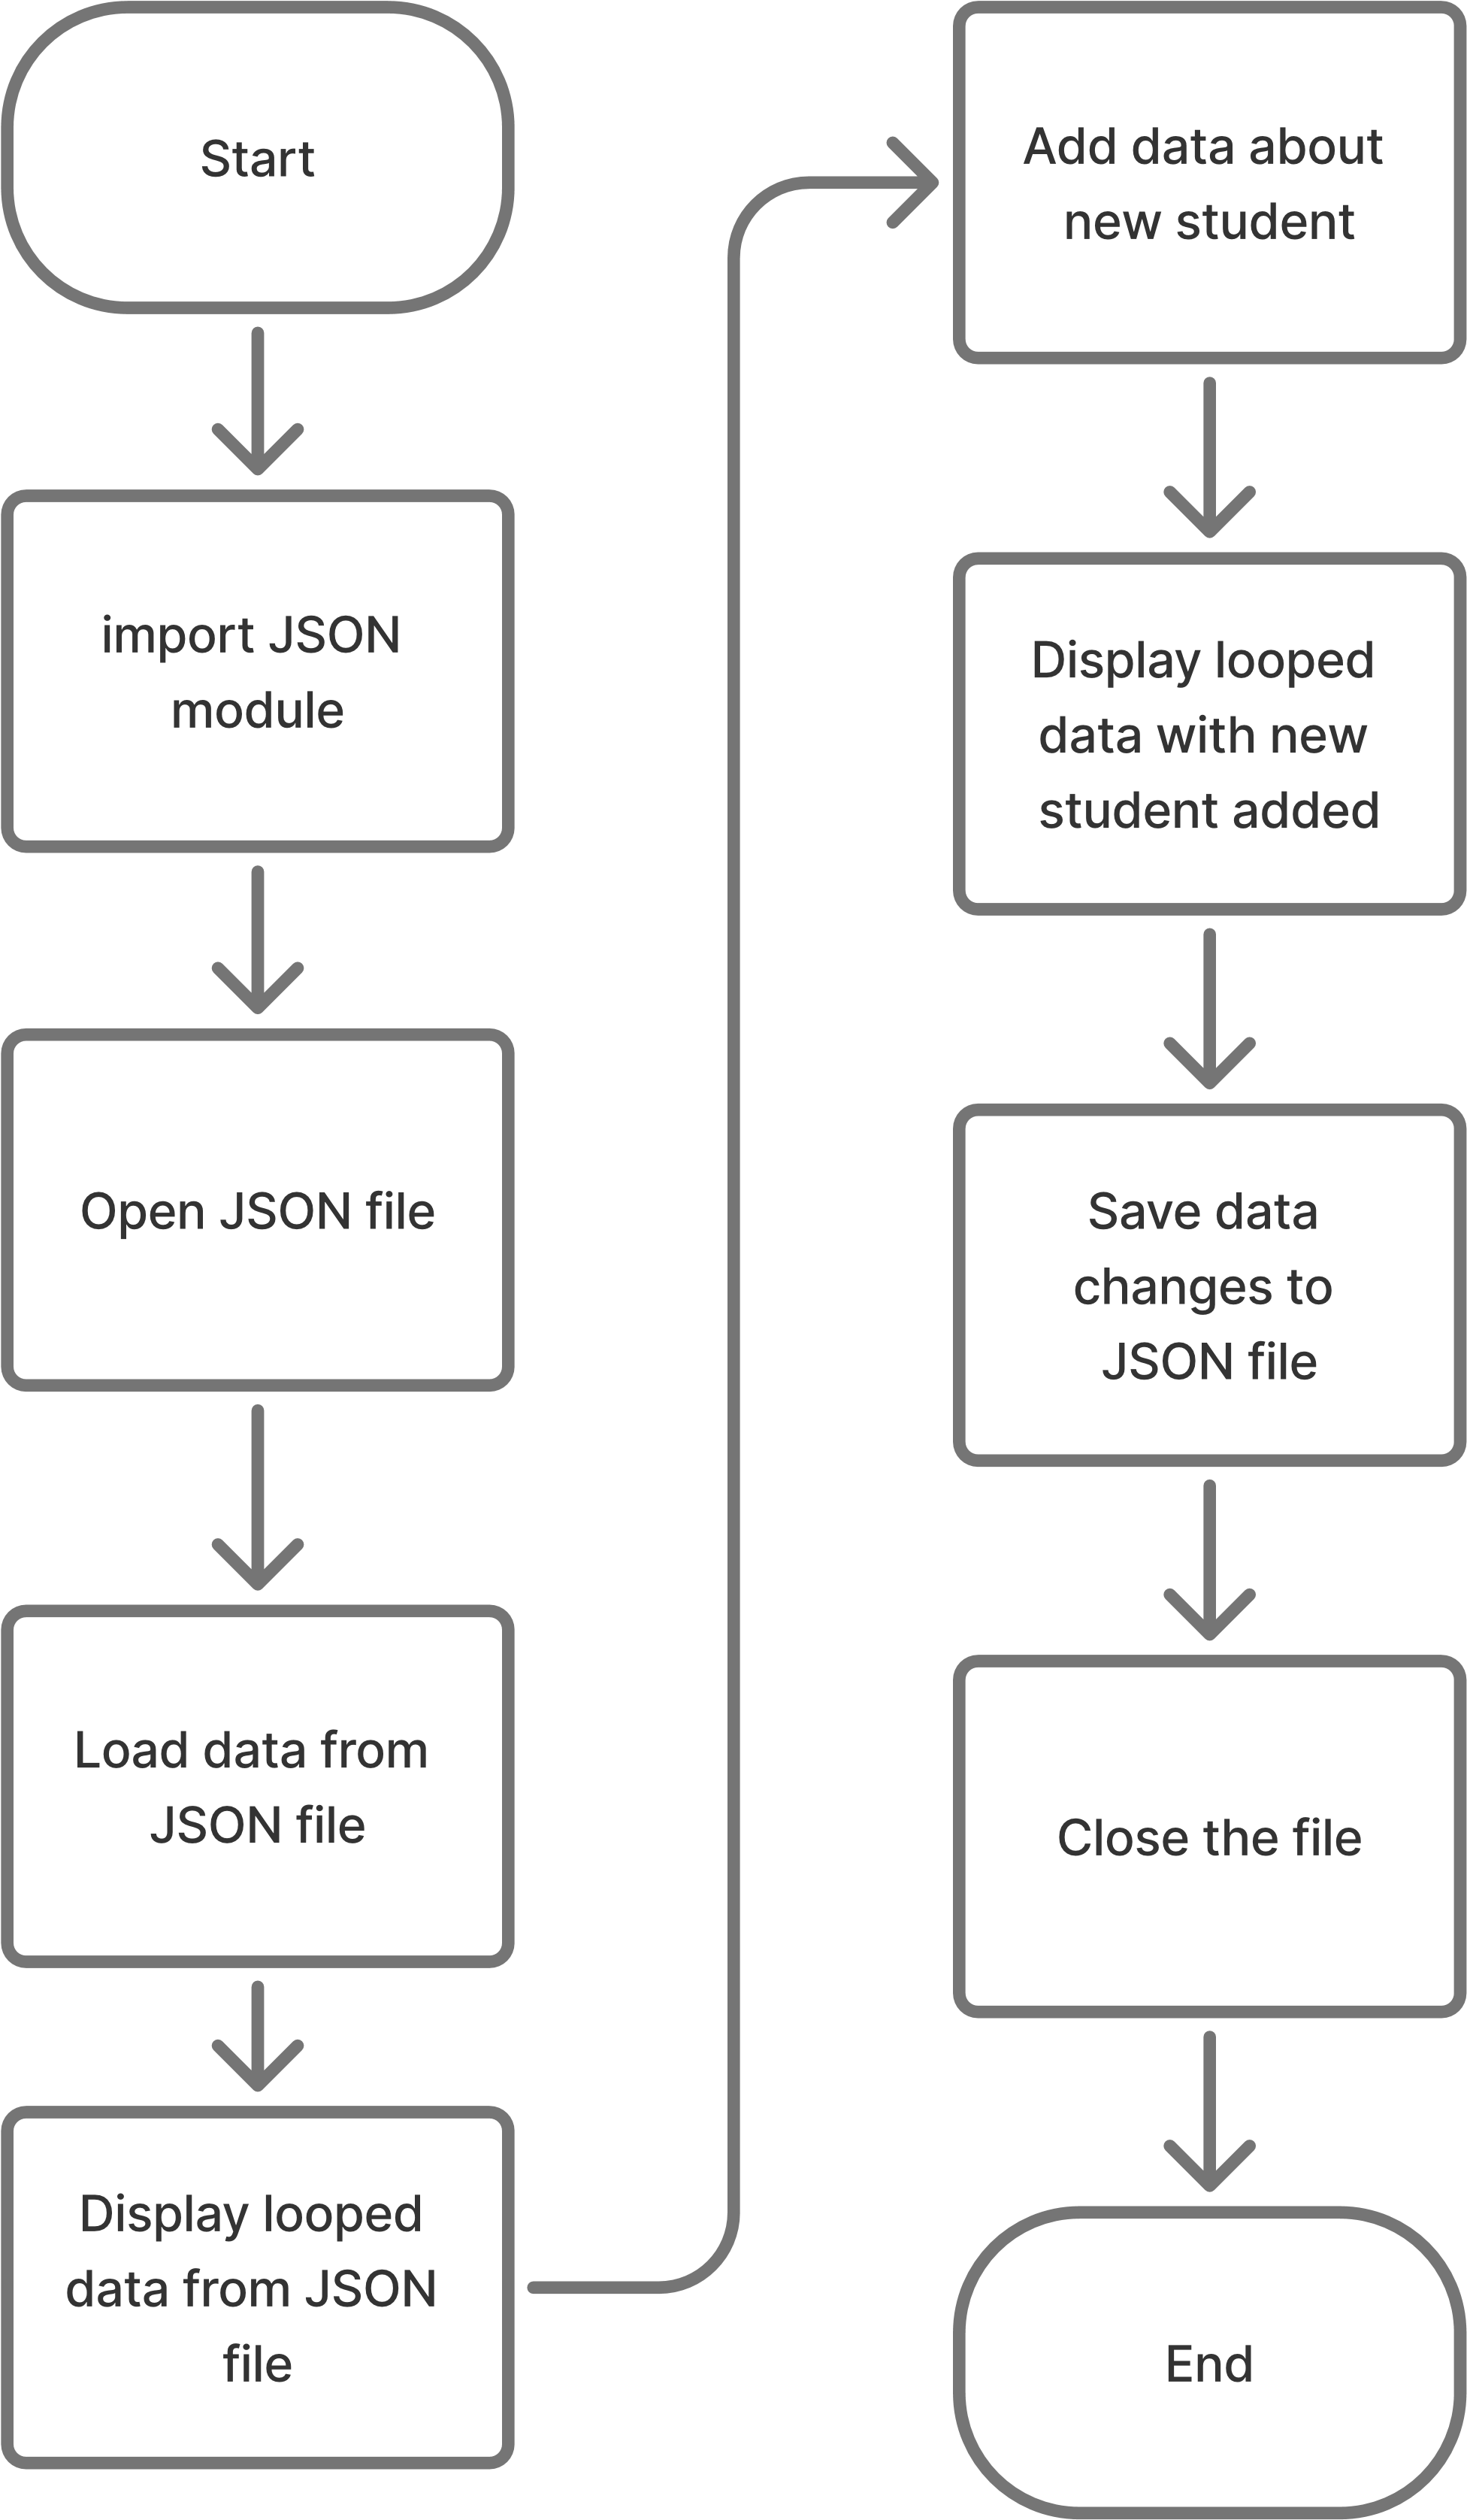 Start
import JSON
module
Open JSON file
Load data from
JSON file
Display looped
data from JSON
file
Add data about
new student
Display looped
data with new
student added
Save data
changes to
JSON file
Close the file
End